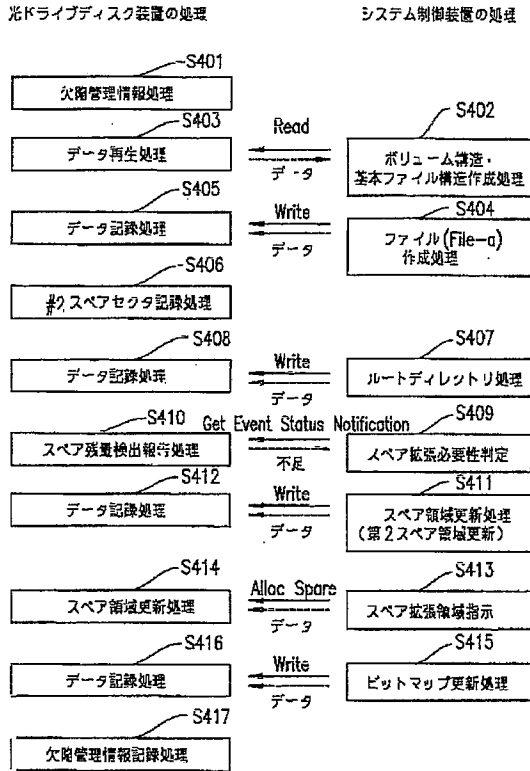 光ドライブディスク装置の処理
システム制御装置の処理
S401
欠陥管理情報処理
S402
S403
Read
データ再生処理
データ
ボリューム構造・
基本ファイル構造作成処理
S405
Write
S404
データ記録処理
データ
ファイル(File-a)
作成処理
S406
#2スペアセクタ記録処理
S408
S407
Write
データ記録処理
データ
ルートディレットリ処理
S410
Get Event Status Notification
S409
スペア残量検出報告処理
不足
スペア拡張必要性判定
S412
Write
S411
データ記録処理
データ
スペア領域更新処理
(第2スペア領域更新)
S414
S413
Alloc Spare
スペア領域更新処理
データ
スペア拡張領域指示
S416
Write
S415
データ記録処理
データ
ビットマップ更新処理
S417
欠陥管理情報記録処理